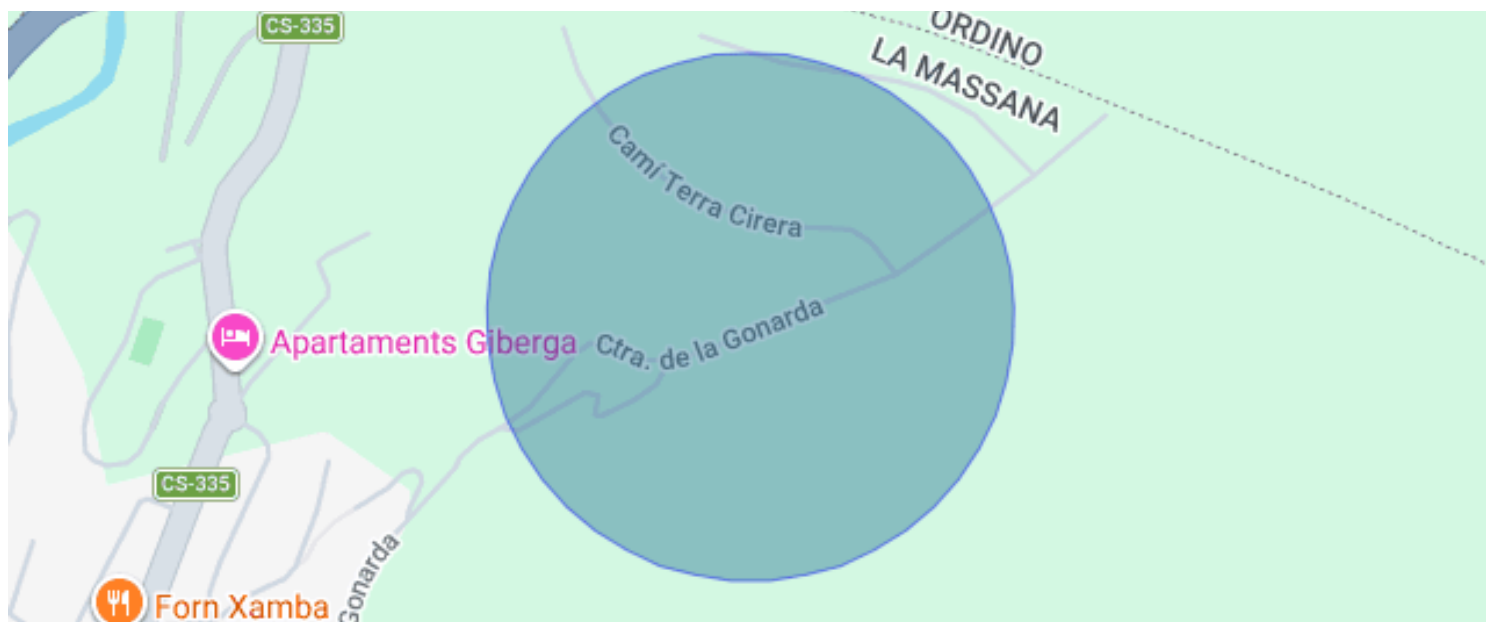 CS-335
ORDINO
LA MASSANA
Camí Terra Cirera
Apartaments Giberga
Ctra. de la Gonarda
CS-335
Gonarda
Forn Xamba